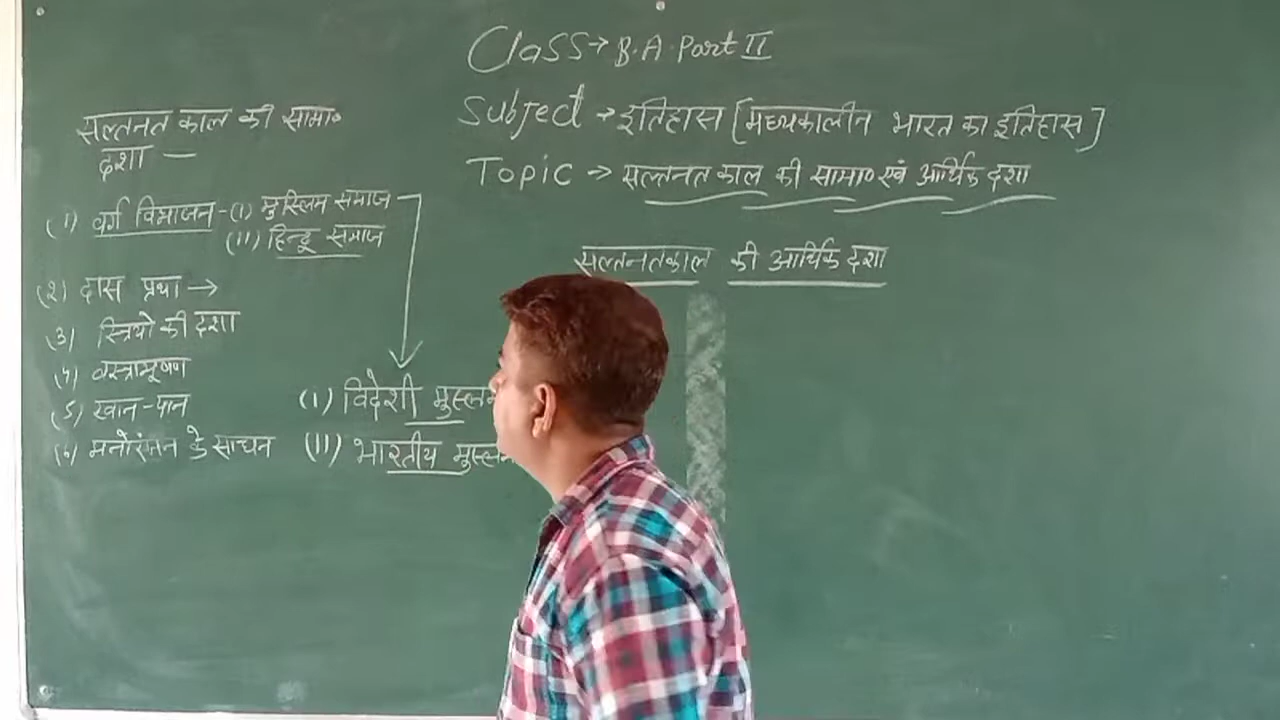 Class → B.A. Part II
Subject → इतिहास [मध्यकालीन भारत का इतिहास]
Topic → सल्तनत काल की सामा० एवं आर्थिक दशा
सल्तनत काल की सामा०
दशा —
(1) वर्ग विभाजन - (i) मुस्लिम समाज
(ii) हिन्दू समाज
(2) दास प्रथा →
(3) स्त्रियो की दशा
(4) वस्त्राभूषण
(5) खान-पान
(6) मनोरंजन के साधन
(i) विदेशी मुस्लम
(II) भारतीय मुस्लम
सल्तनतकाल की आर्थिक दशा